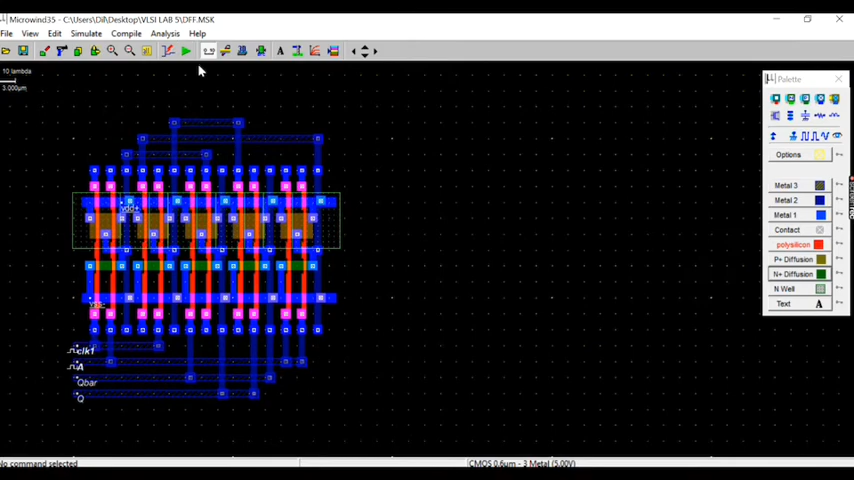 Microwind35 - C:\Users\Dil\Desktop\VLSI LAB 5\DFF.MSK
File View Edit Simulate Compile Analysis Help
10 lambda
3.000µm
vdd+
vss-
clk1
A
Qbar
Q
Palette
Options
Metal 3
Metal 2
Metal 1
Contact
polysilicon
P+ Diffusion
N+ Diffusion
N Well
Text A
No command selected
CMOS 0.6µm - 3 Metal (5.00V)